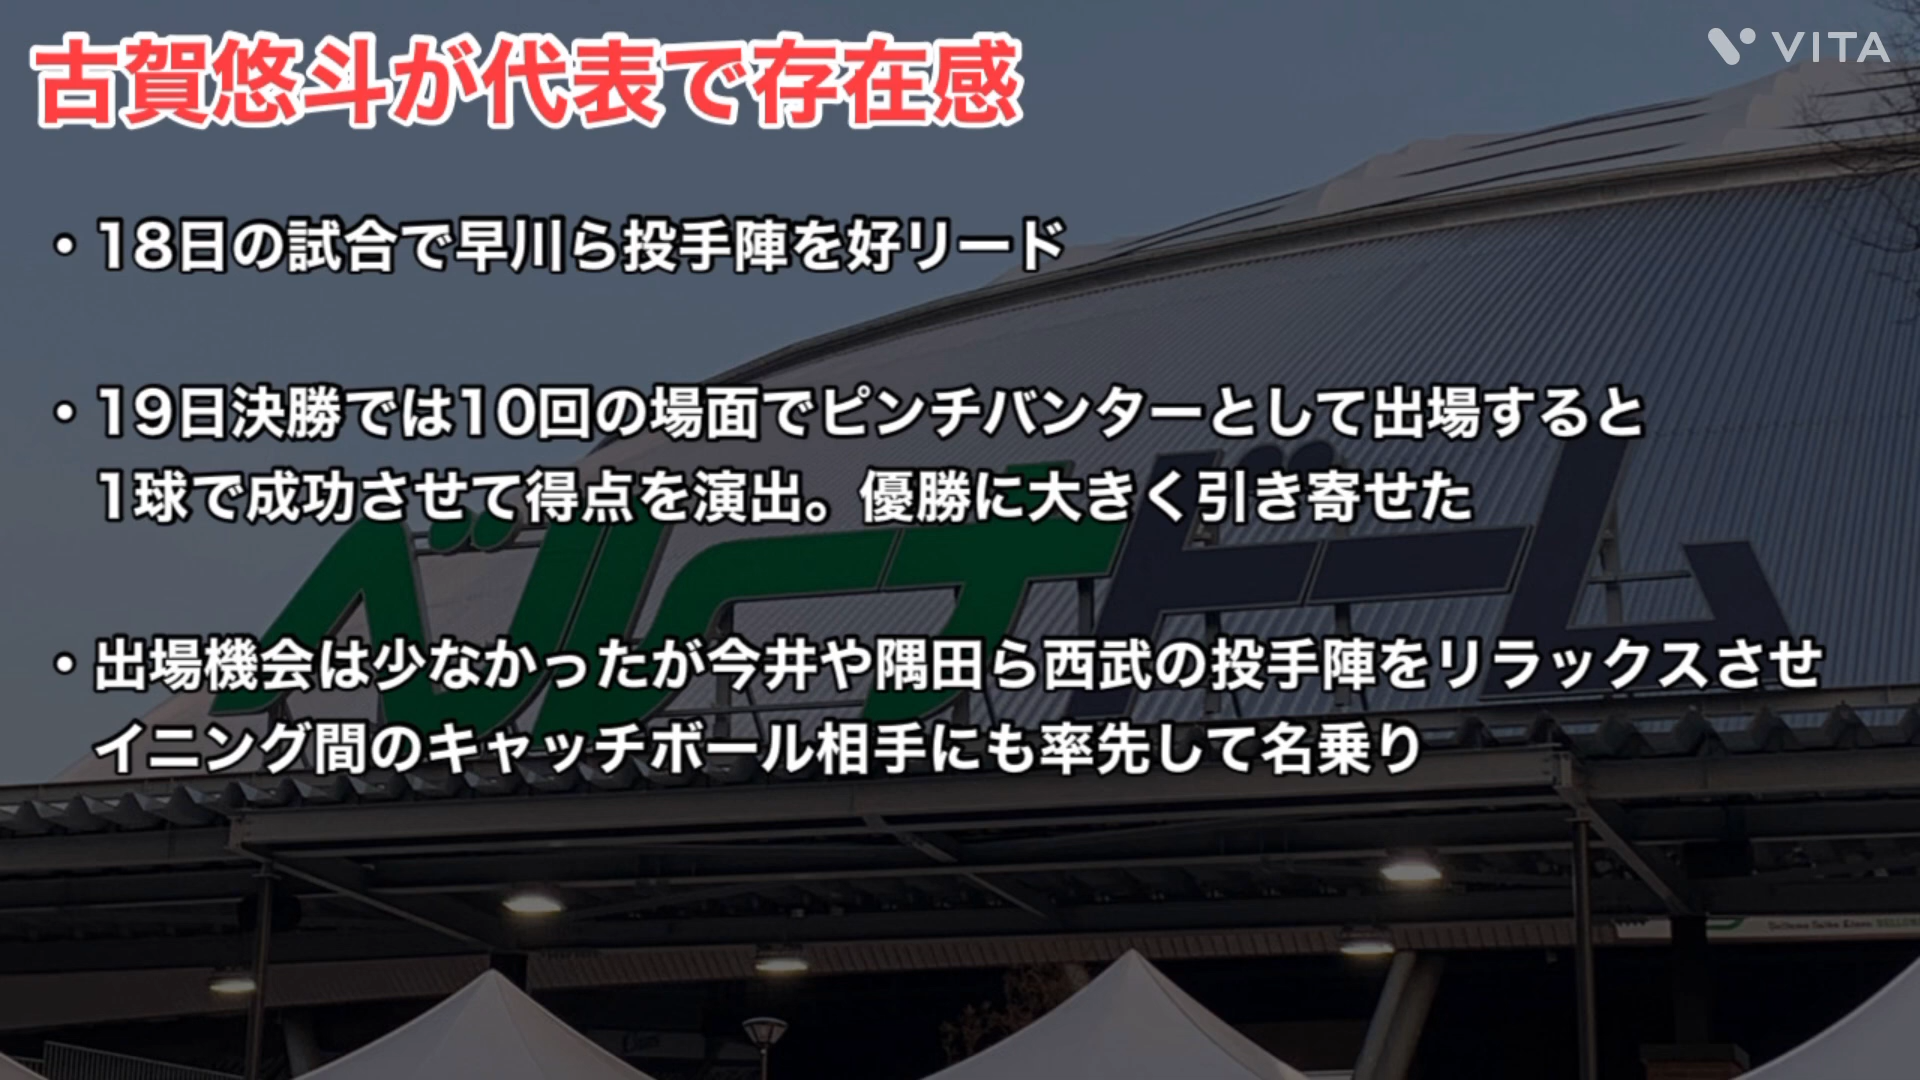 古賀悠斗が代表で存在感
VITA
・18日の試合で早川ら投手陣を好リード
・19日決勝では10回の場面でピンチバンターとして出場すると
1球で成功させて得点を演出。優勝に大きく引き寄せた
ベルーナドーム
・出場機会は少なかったが今井や隅田ら西武の投手陣をリラックスさせ
イニング間のキャッチボール相手にも率先して名乗り